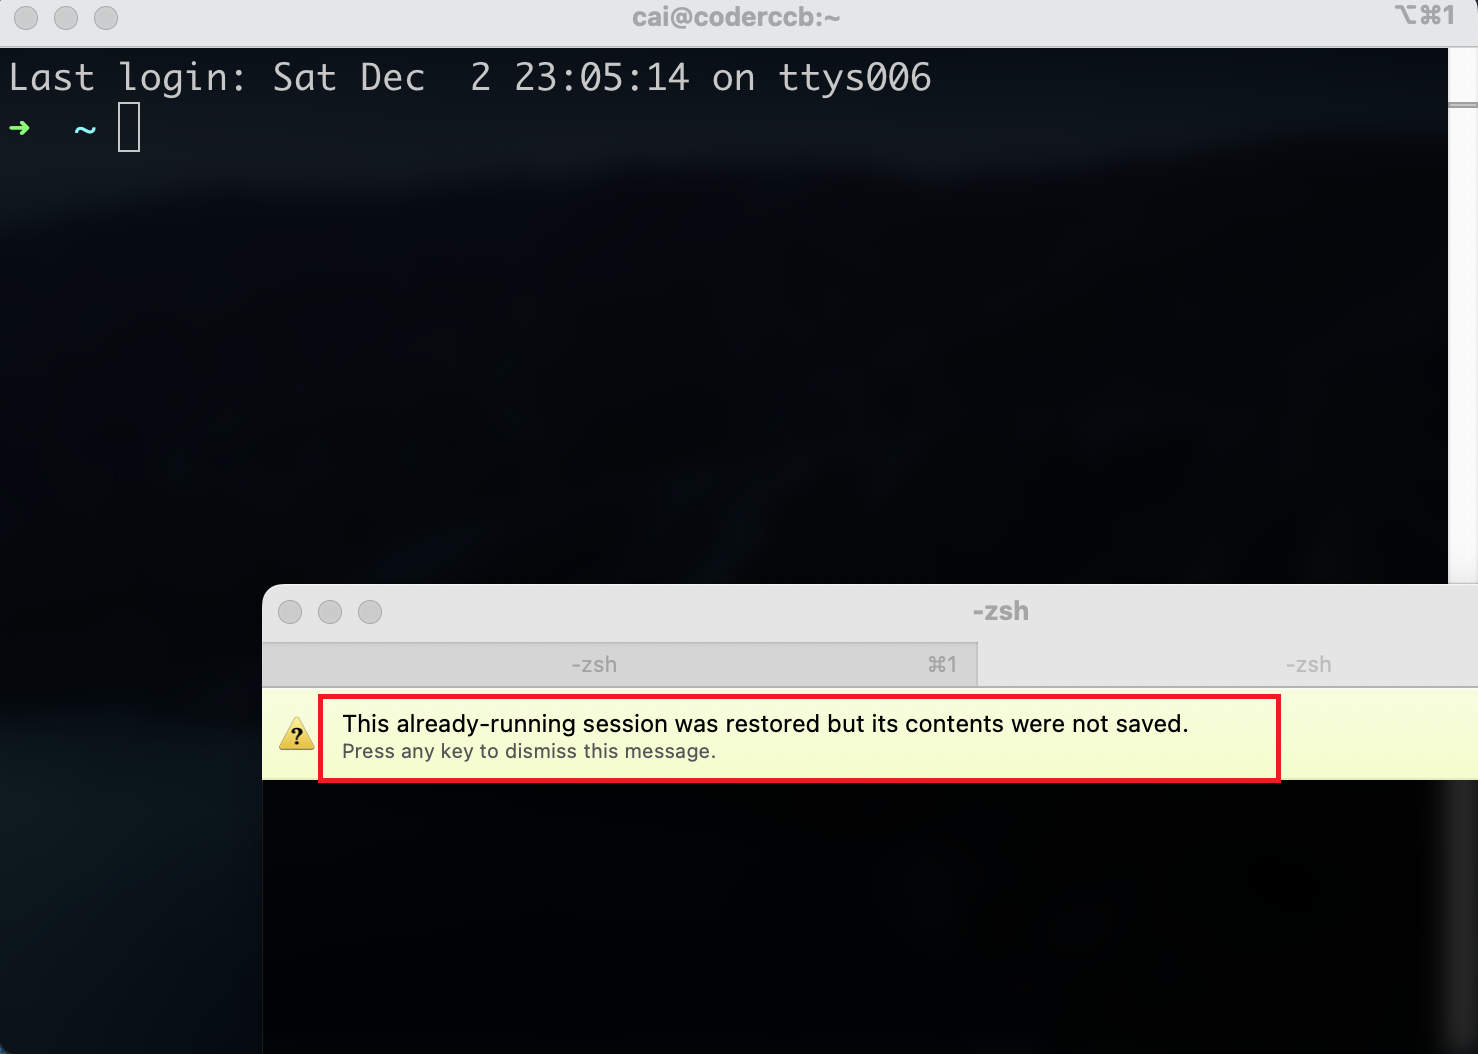 cai@coderccb:~
⌥⌘1
Last login: Sat Dec  2 23:05:14 on ttys006
➜  ~
-zsh
-zsh ⌘1
-zsh
This already-running session was restored but its contents were not saved.
Press any key to dismiss this message.